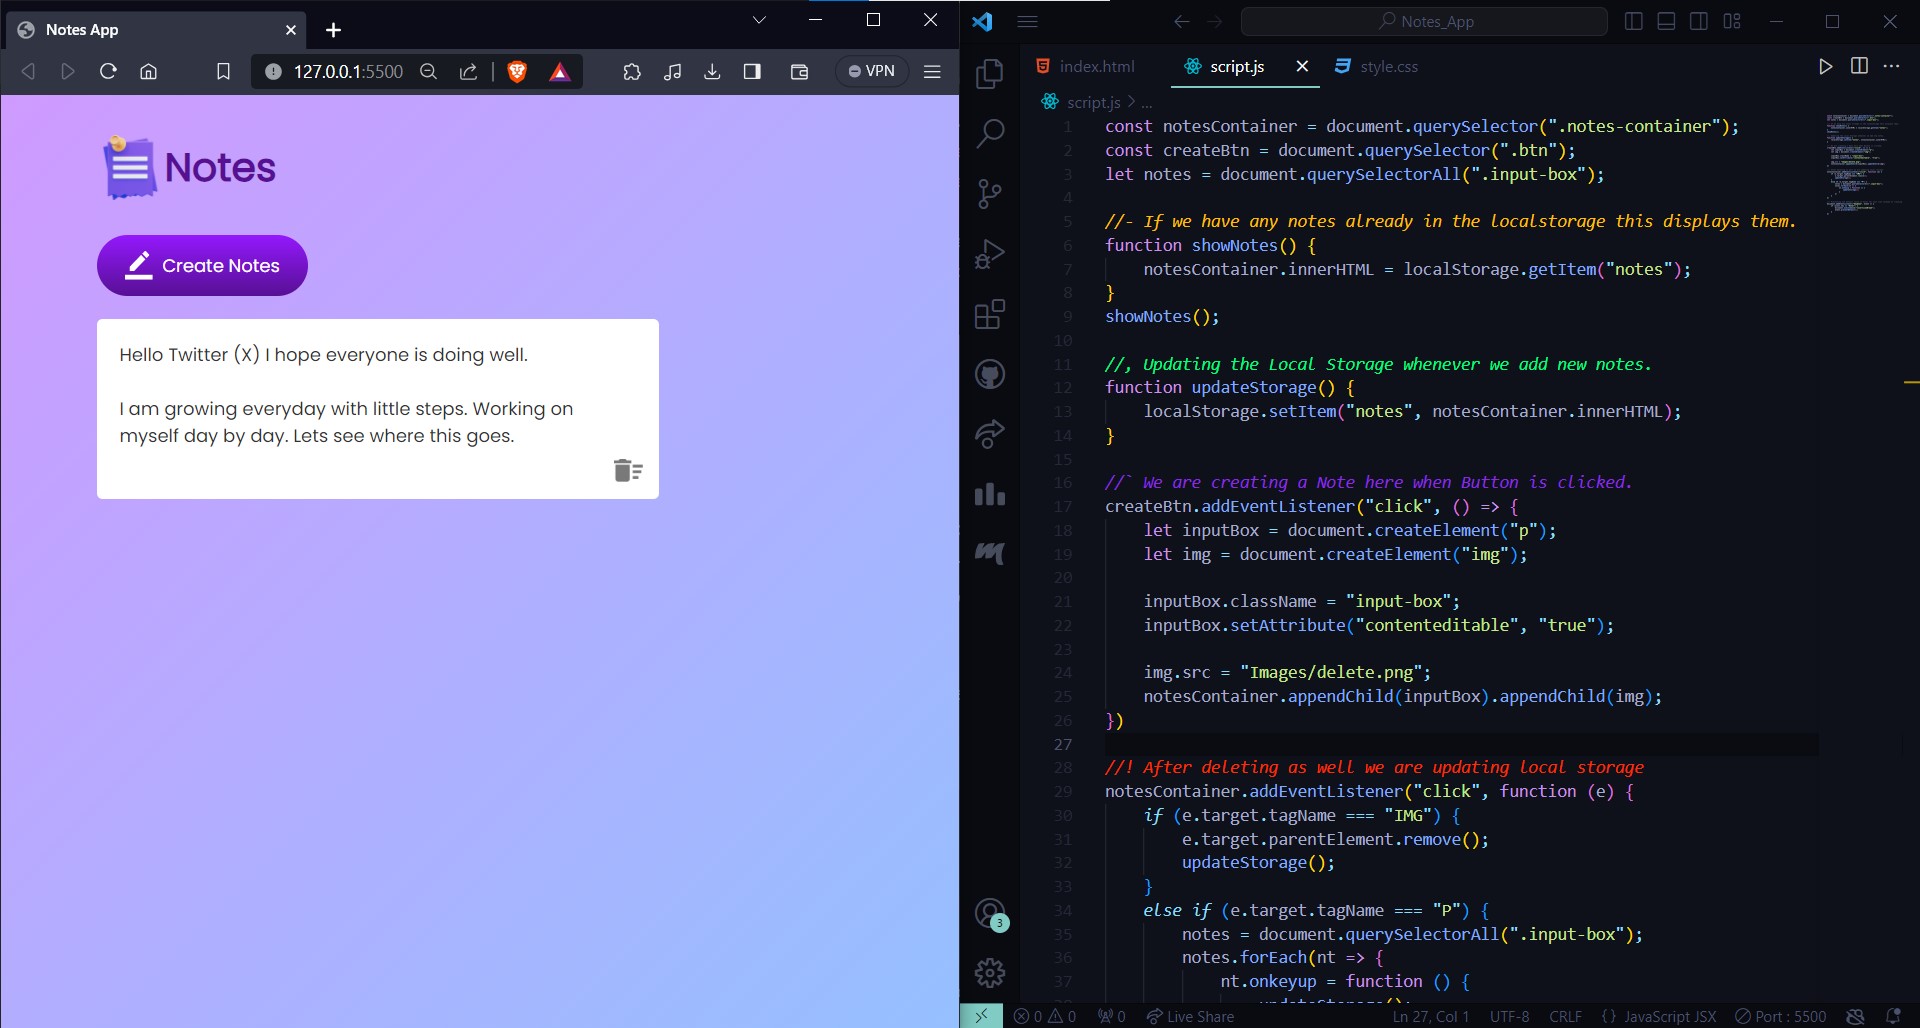 Notes App
127.0.0.1:5500
VPN
Notes
Create Notes
Hello Twitter (X) I hope everyone is doing well.
I am growing everyday with little steps. Working on
myself day by day. Lets see where this goes.
Notes_App
index.html
script.js
style.css
script.js > ...
1 const notesContainer = document.querySelector(".notes-container");
2 const createBtn = document.querySelector(".btn");
3 let notes = document.querySelectorAll(".input-box");
4
5 //- If we have any notes already in the localstorage this displays them.
6 function showNotes() {
7 notesContainer.innerHTML = localStorage.getItem("notes");
8 }
9 showNotes();
10
11 //, Updating the Local Storage whenever we add new notes.
12 function updateStorage() {
13 localStorage.setItem("notes", notesContainer.innerHTML);
14 }
15
16 //` We are creating a Note here when Button is clicked.
17 createBtn.addEventListener("click", () => {
18 let inputBox = document.createElement("p");
19 let img = document.createElement("img");
20
21 inputBox.className = "input-box";
22 inputBox.setAttribute("contenteditable", "true");
23
24 img.src = "Images/delete.png";
25 notesContainer.appendChild(inputBox).appendChild(img);
26 })
27
28 //! After deleting as well we are updating local storage
29 notesContainer.addEventListener("click", function (e) {
30 if (e.target.tagName === "IMG") {
31 e.target.parentElement.remove();
32 updateStorage();
33 }
34 else if (e.target.tagName === "P") {
35 notes = document.querySelectorAll(".input-box");
36 notes.forEach(nt => {
37 nt.onkeyup = function () {
38 updateStorage();
3
0 0 0 Live Share Ln 27, Col 1 UTF-8 CRLF {} JavaScript JSX Port : 5500